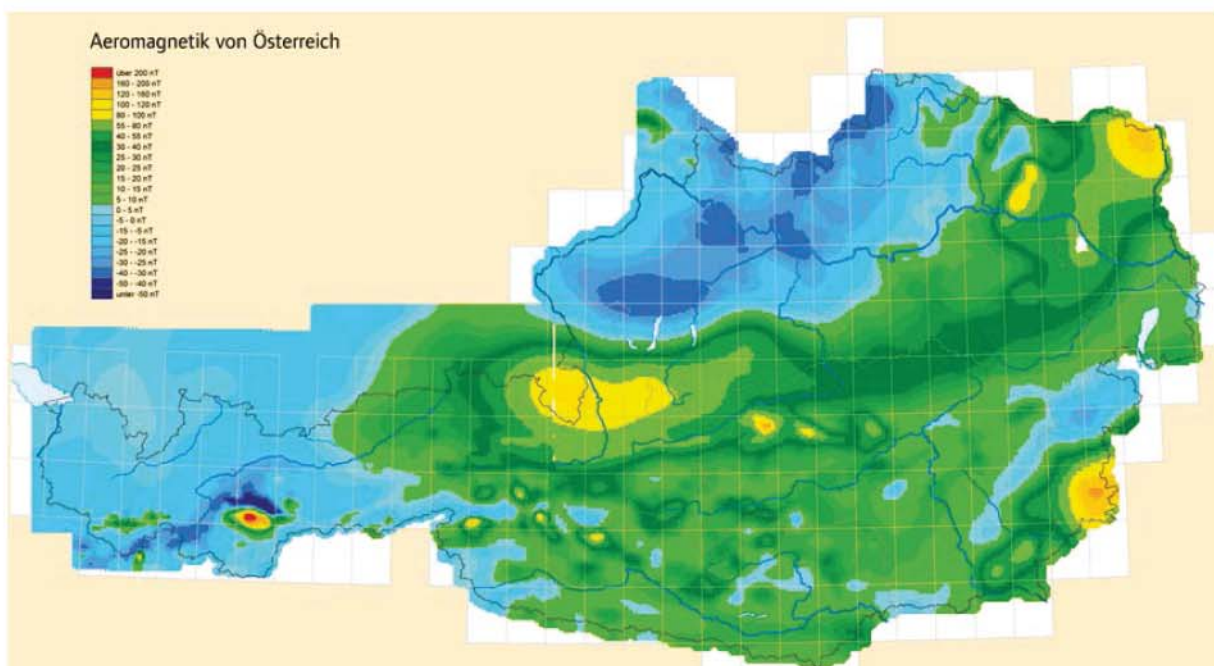 Aeromagnetik von Österreich
über 200 nT
160 - 200 nT
120 - 160 nT
100 - 120 nT
80 - 100 nT
55 - 80 nT
40 - 55 nT
30 - 40 nT
25 - 30 nT
20 - 25 nT
15 - 20 nT
10 - 15 nT
5 - 10 nT
0 - 5 nT
-5 - 0 nT
-15 - -5 nT
-20 - -15 nT
-25 - -20 nT
-30 - -25 nT
-40 - -30 nT
-50 - -40 nT
unter -50 nT